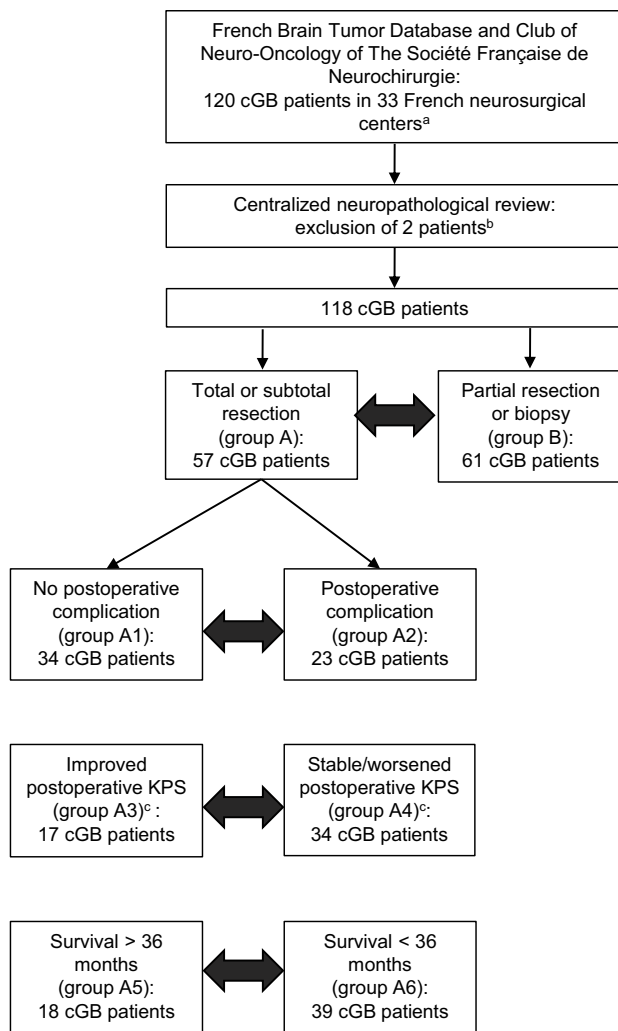 French Brain Tumor Database and Club of
Neuro-Oncology of The Société Française de
Neurochirurgie:
120 cGB patients in 33 French neurosurgical
centersᵃ
Centralized neuropathological review:
exclusion of 2 patientsᵇ
118 cGB patients
Total or subtotal
resection
(group A):
57 cGB patients
Partial resection
or biopsy
(group B):
61 cGB patients
No postoperative
complication
(group A1):
34 cGB patients
Postoperative
complication
(group A2):
23 cGB patients
Improved
postoperative KPS
(group A3)ᶜ :
17 cGB patients
Stable/worsened
postoperative KPS
(group A4)ᶜ:
34 cGB patients
Survival > 36
months
(group A5):
18 cGB patients
Survival < 36
months
(group A6):
39 cGB patients